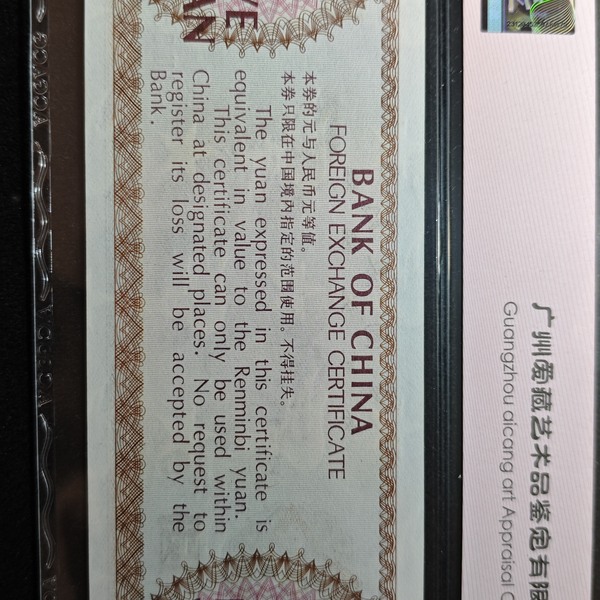 广州爱藏艺术品鉴定有限
Guangzhou aicang art Appraisal C
BANK OF CHINA
FOREIGN EXCHANGE CERTIFICATE
本券的元与人民币元等值。
本券只限在中国境内指定的范围使用。不得挂失。
The yuan expressed in this certificate is
equivalent in value to the Renminbi yuan.
This certificate can only be used within
China at designated places. No request to
register its loss will be accepted by the
Bank.
YE
AN